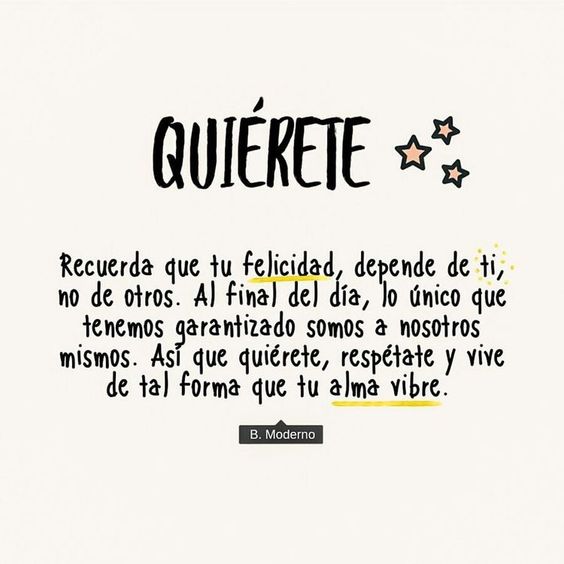 QUIÉRETE
Recuerda que tu felicidad, depende de ti,
no de otros. Al final del día, lo único que
tenemos garantizado somos a nosotros
mismos. Así que quiérete, respétate y vive
de tal forma que tu alma vibre.
B. Moderno